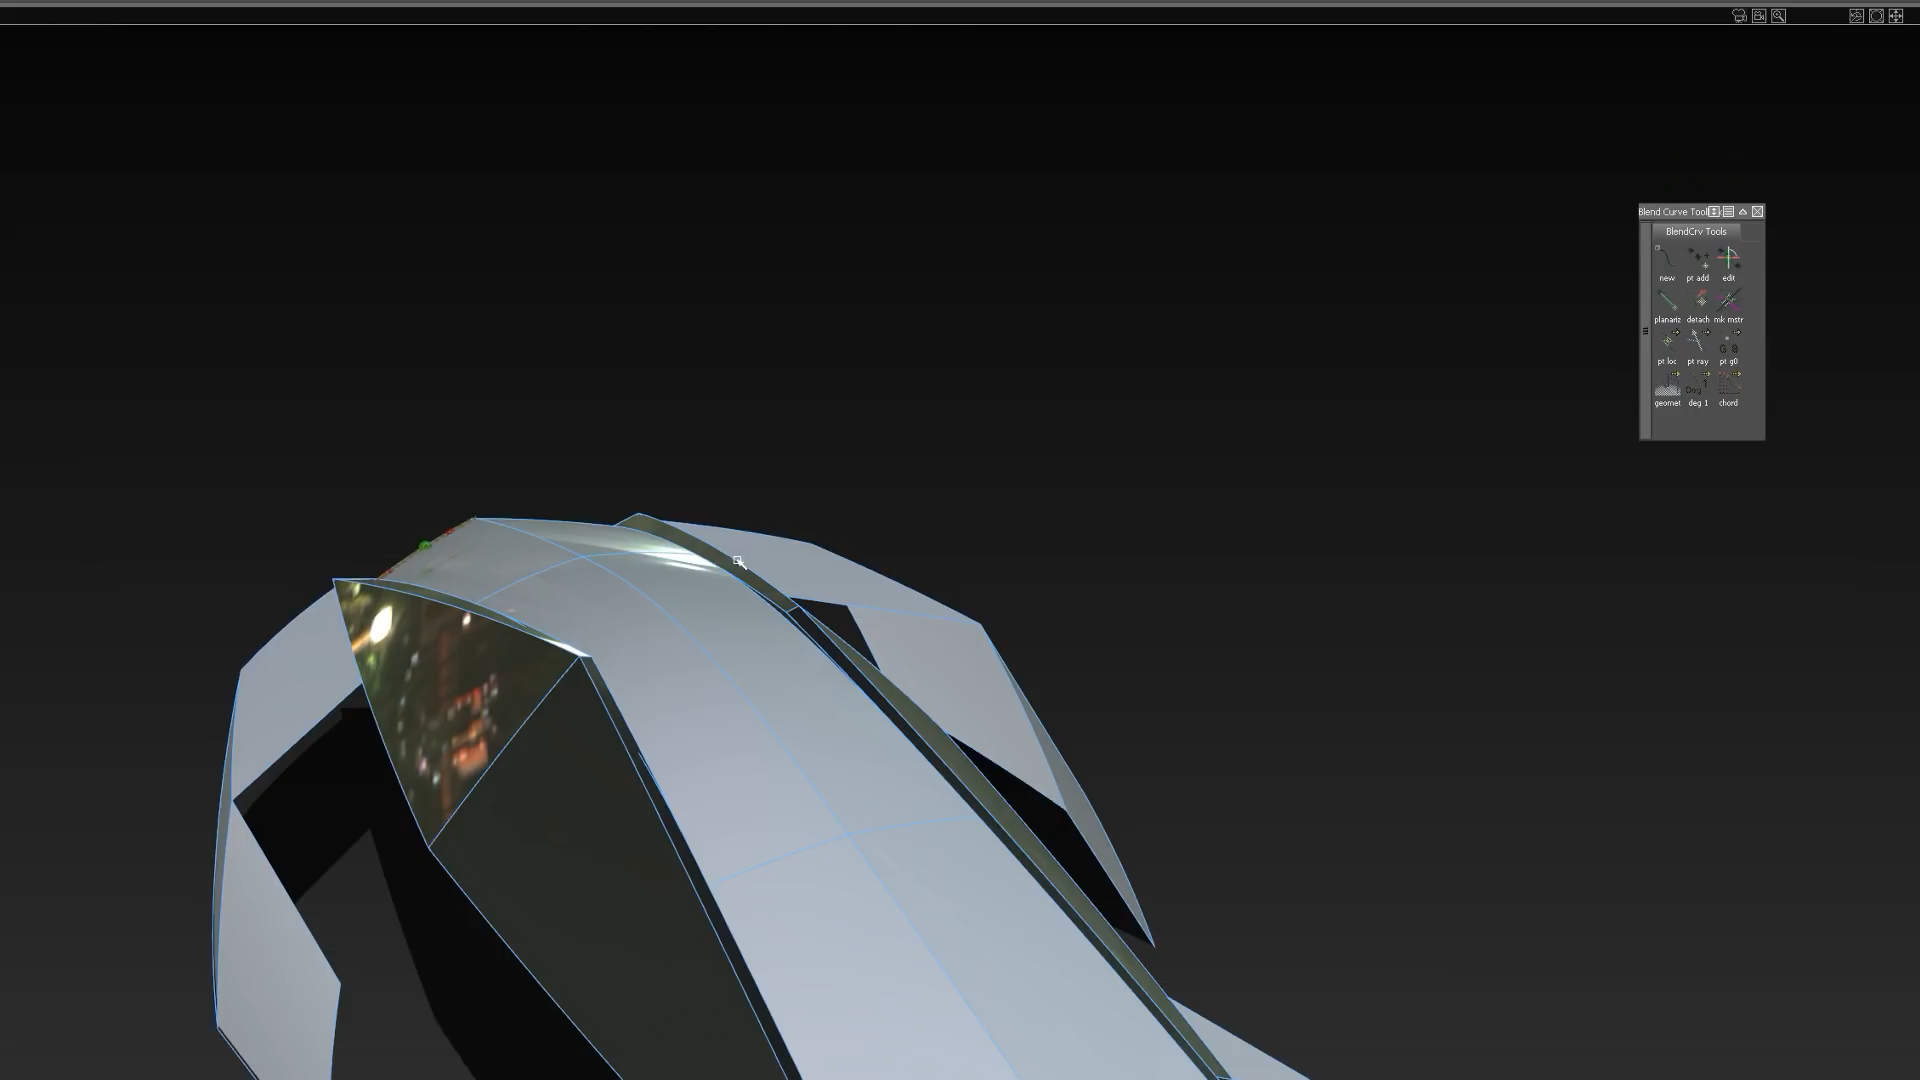 Blend Curve Tool
BlendCrv Tools
new pt add edit
planariz detach mk mstr
pt loc pt ray pt g0
geomet deg 1 chord